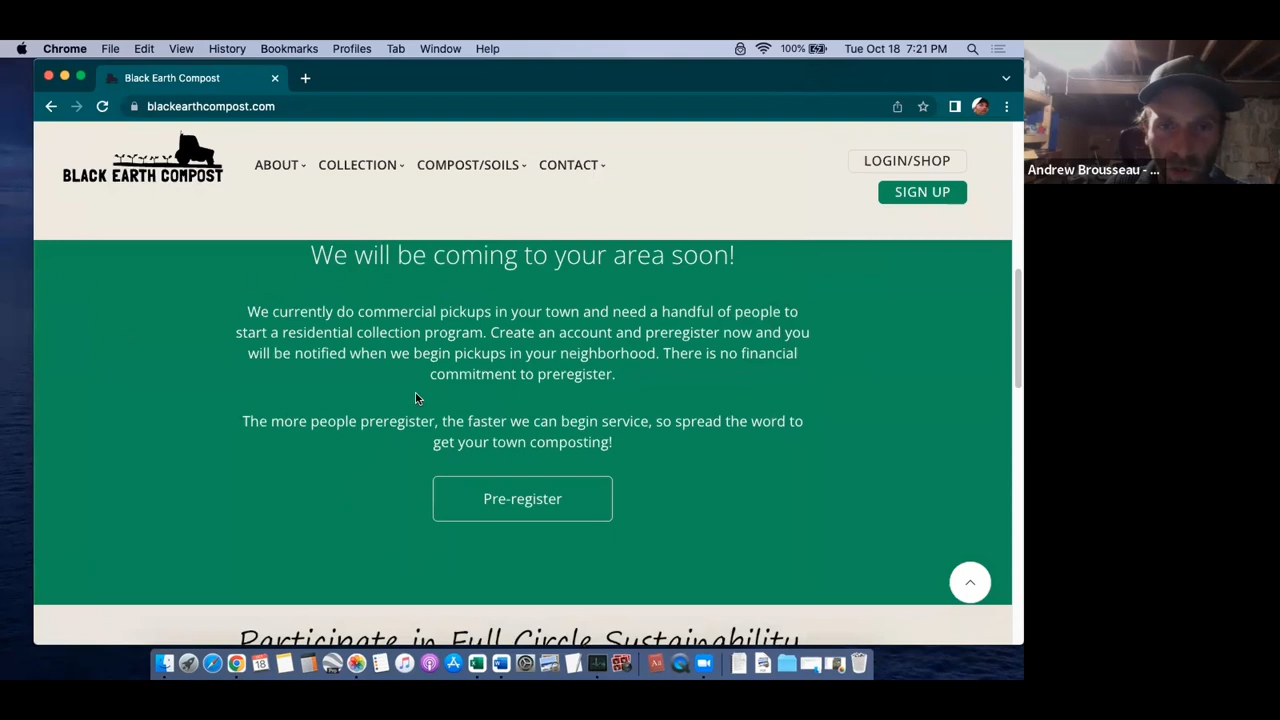 Chrome File Edit View History Bookmarks Profiles Tab Window Help 100% Tue Oct 18 7:21 PM
Black Earth Compost
blackearthcompost.com
BLACK EARTH COMPOST
ABOUT COLLECTION COMPOST/SOILS CONTACT
LOGIN/SHOP
SIGN UP
We will be coming to your area soon!
We currently do commercial pickups in your town and need a handful of people to
start a residential collection program. Create an account and preregister now and you
will be notified when we begin pickups in your neighborhood. There is no financial
commitment to preregister.
The more people preregister, the faster we can begin service, so spread the word to
get your town composting!
Pre-register
Participate in Full Circle Sustainability
18
Andrew Brousseau - ...